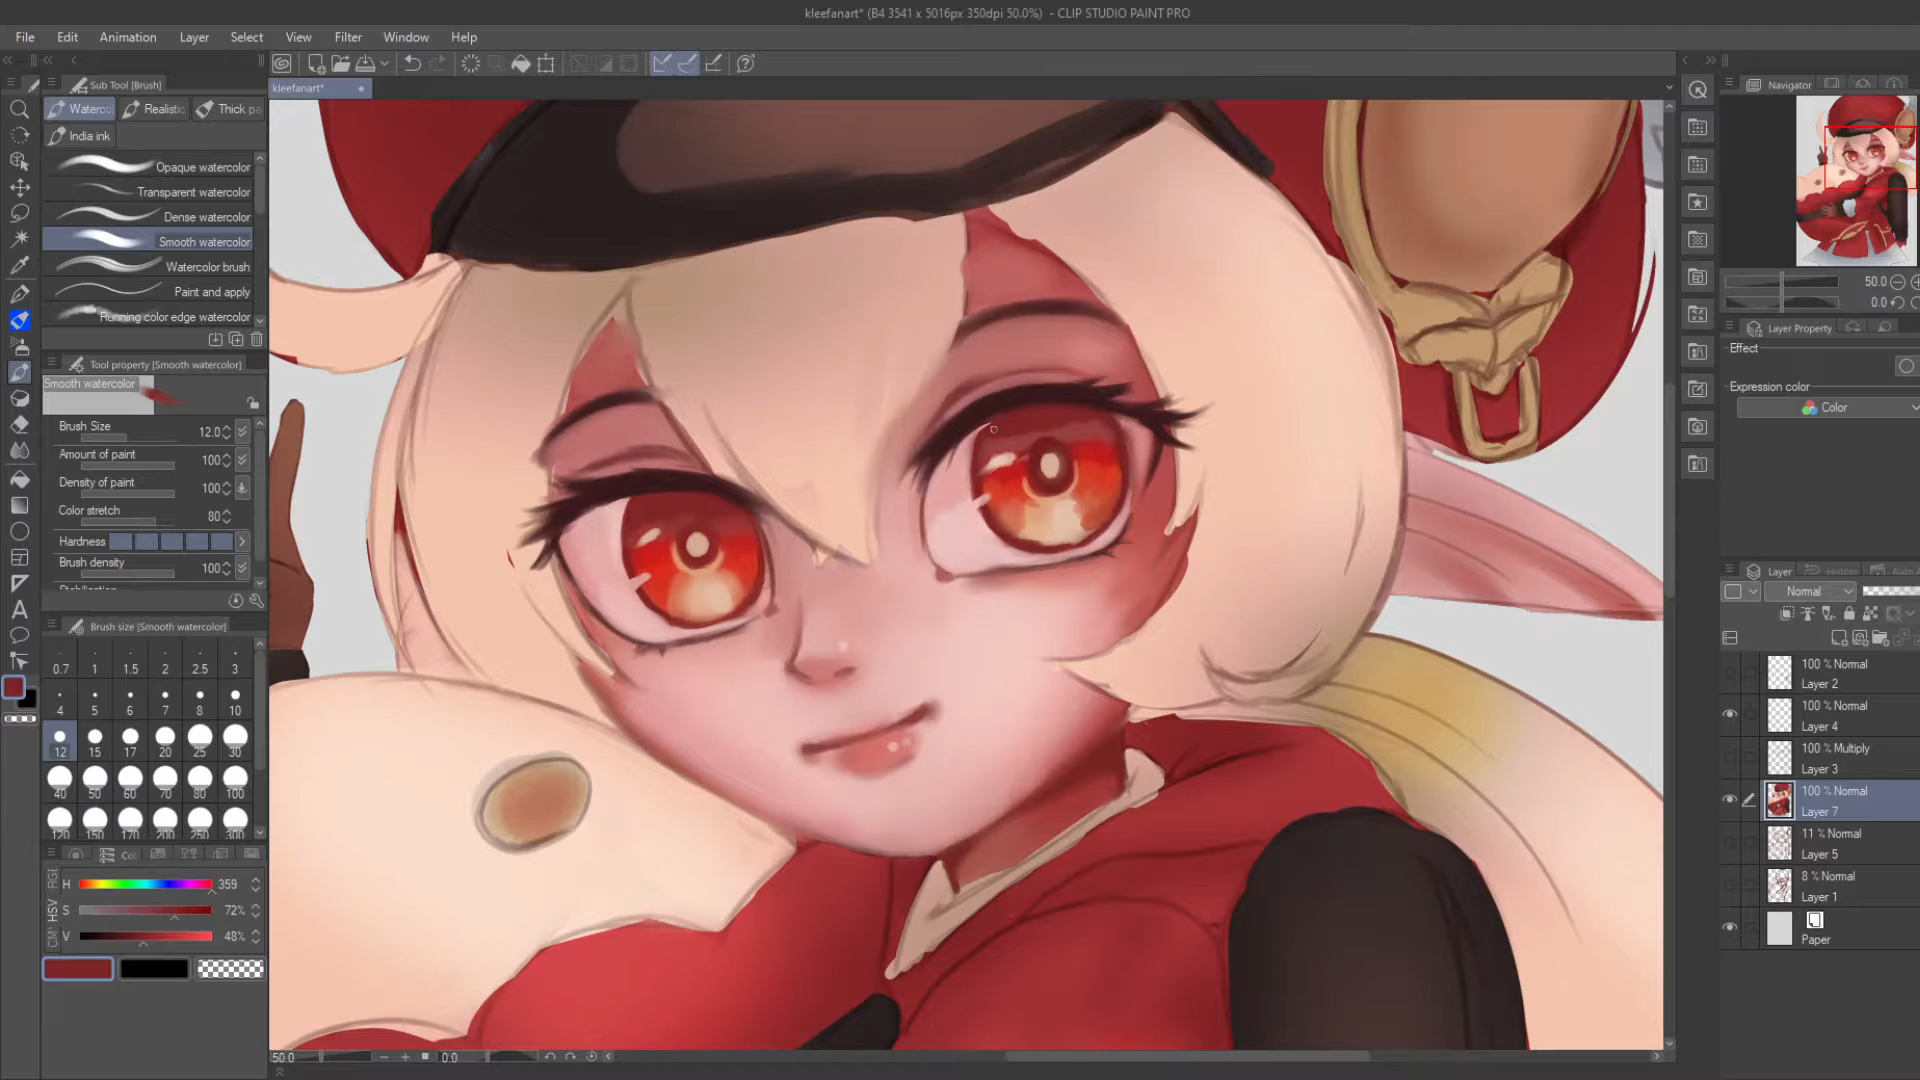 kleefanart* (B4 3541 x 5016px 350dpi 50.0%) - CLIP STUDIO PAINT PRO
File Edit Animation Layer Select View Filter Window Help
Sub Tool [Brush]
kleefanart*
Navigator
Waterco Realistic Thick pa
India ink
Opaque watercolor
Transparent watercolor
Dense watercolor
Smooth watercolor
Watercolor brush
Paint and apply
Running color edge watercolor
Tool property [Smooth watercolor]
Smooth watercolor
Brush Size 12.0
Amount of paint 100
Density of paint 100
Color stretch 80
Hardness
Brush density 100
Brush size [Smooth watercolor]
0.7 1 1.5 2 2.5 3
4 5 6 7 8 10
12 15 17 20 25 30
40 50 60 70 80 100
120 150 170 200 250 300
Col
RGB
HSV
H 359
S 72%
V 48%
50.0
0.0
50.0
0.0
Layer Property
Effect
Expression color
Color
Layer History Auto A
Normal
100 % Normal
Layer 2
100 % Normal
Layer 4
100 % Multiply
Layer 3
100 % Normal
Layer 7
11 % Normal
Layer 5
8 % Normal
Layer 1
Paper